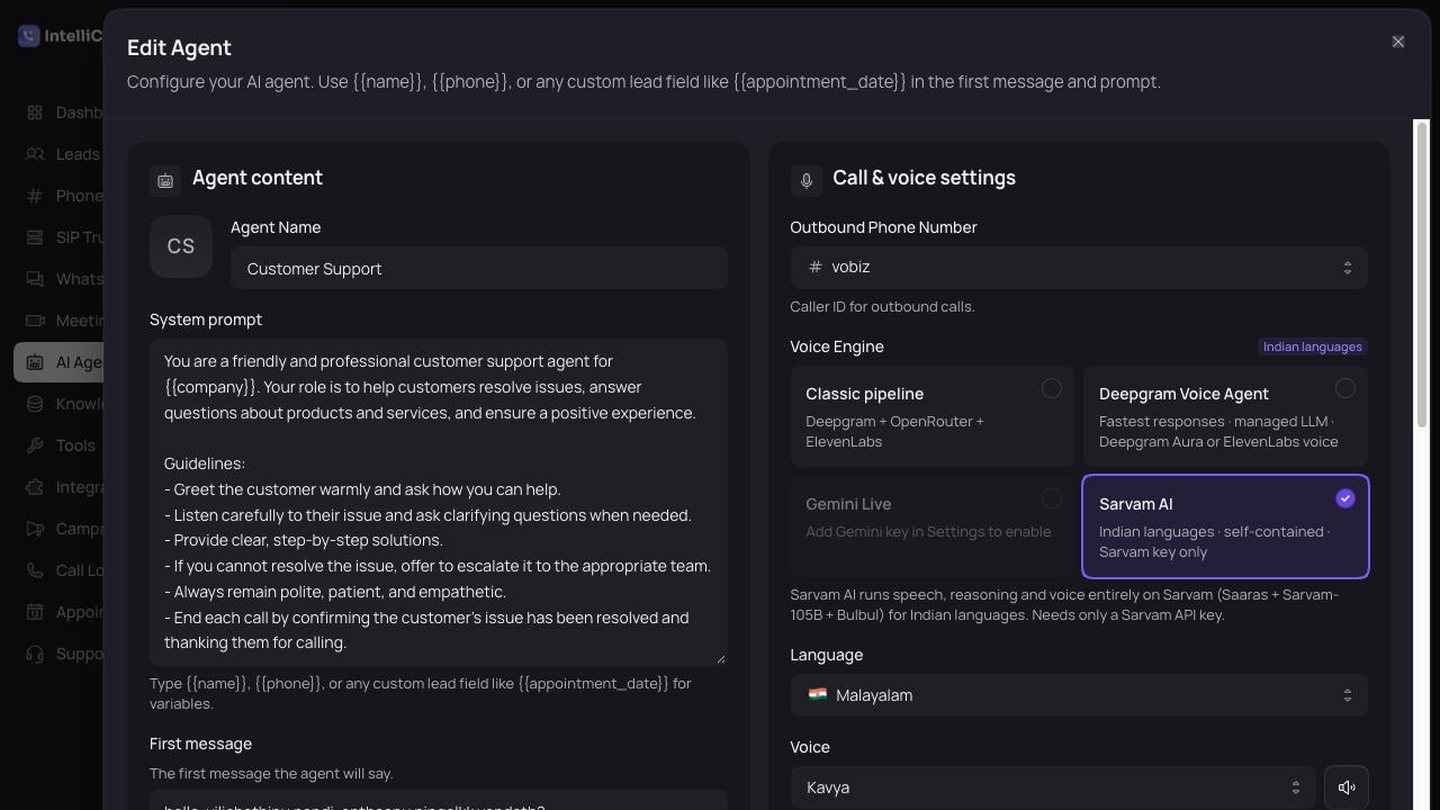 IntelliC
Edit Agent
Configure your AI agent. Use {{name}}, {{phone}}, or any custom lead field like {{appointment_date}} in the first message and prompt.
Dashb
Leads
Phone
SIP Tru
Whats
Meetin
AI Age
Knowl
Tools
Integra
Campa
Call Lo
Appoin
Suppo
Agent content
CS
Agent Name
Customer Support
System prompt
You are a friendly and professional customer support agent for
{{company}}. Your role is to help customers resolve issues, answer
questions about products and services, and ensure a positive experience.
Guidelines:
- Greet the customer warmly and ask how you can help.
- Listen carefully to their issue and ask clarifying questions when needed.
- Provide clear, step-by-step solutions.
- If you cannot resolve the issue, offer to escalate it to the appropriate team.
- Always remain polite, patient, and empathetic.
- End each call by confirming the customer's issue has been resolved and
thanking them for calling.
Type {{name}}, {{phone}}, or any custom lead field like {{appointment_date}} for
variables.
First message
The first message the agent will say.
Call & voice settings
Outbound Phone Number
# vobiz
Caller ID for outbound calls.
Voice Engine
Indian languages
Classic pipeline
Deepgram + OpenRouter +
ElevenLabs
Deepgram Voice Agent
Fastest responses · managed LLM ·
Deepgram Aura or ElevenLabs voice
Gemini Live
Add Gemini key in Settings to enable
Sarvam AI
Indian languages · self-contained ·
Sarvam key only
Sarvam AI runs speech, reasoning and voice entirely on Sarvam (Saaras + Sarvam-
105B + Bulbul) for Indian languages. Needs only a Sarvam API key.
Language
Malayalam
Voice
Kavya